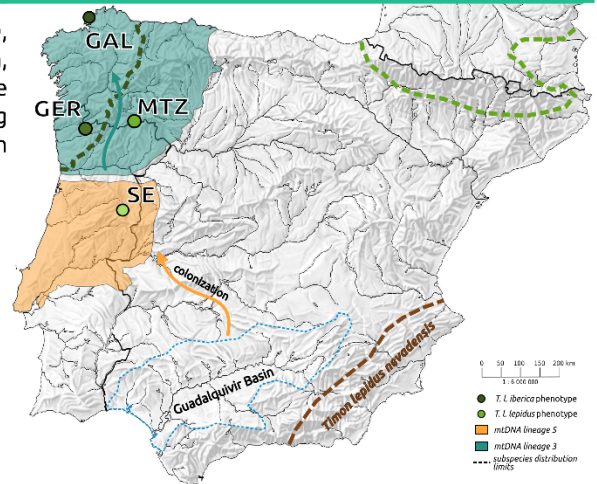 GAL
GER
MTZ
SE
colonization
Guadalquivir Basin
Timon lepidus nevadensis
0 50 100 150 200 km
1 : 6 000 000
T. l. iberica phenotype
T. l. lepidus phenotype
mtDNA lineage 5
mtDNA lineage 3
subspecies distribution
limits